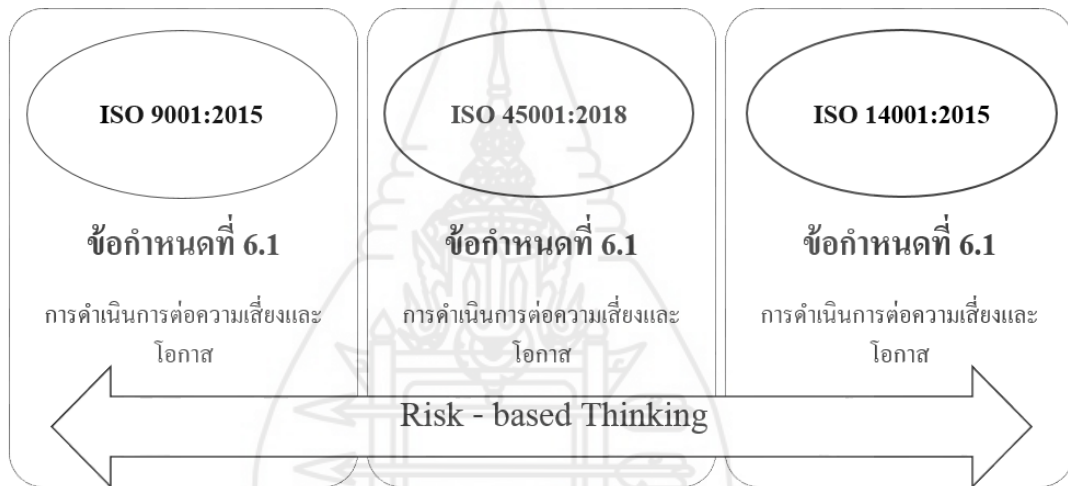 ISO 9001:2015
ข้อกำหนดที่ 6.1
การดำเนินการต่อความเสี่ยงและ
โอกาส
ISO 45001:2018
ข้อกำหนดที่ 6.1
การดำเนินการต่อความเสี่ยงและ
โอกาส
ISO 14001:2015
ข้อกำหนดที่ 6.1
การดำเนินการต่อความเสี่ยงและ
โอกาส
Risk - based Thinking